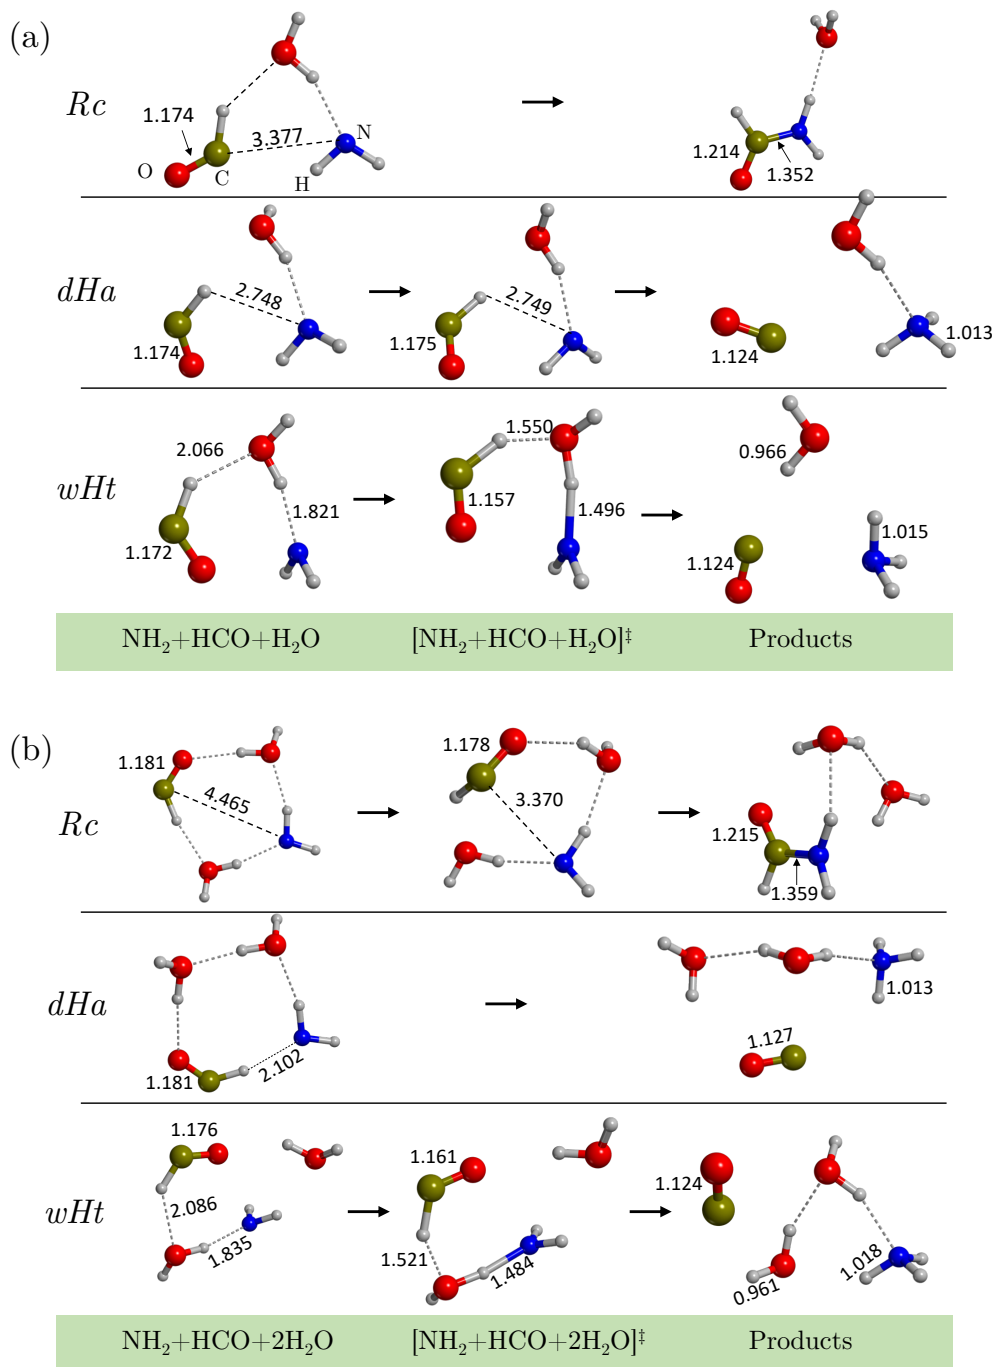 (a)
Rc
1.174
3.377
O
C
N
H
1.214
1.352
dHa
2.748
1.174
2.749
1.175
1.124
1.013
wHt
2.066
1.821
1.172
1.550
1.157
1.496
0.966
1.015
1.124
NH₂+HCO+H₂O [NH₂+HCO+H₂O]‡ Products
(b)
Rc
1.181
4.465
1.178
3.370
1.215
1.359
dHa
1.181
2.102
1.013
1.127
wHt
1.176
2.086
1.835
1.161
1.521
1.484
1.124
0.961
1.018
NH₂+HCO+2H₂O [NH₂+HCO+2H₂O]‡ Products